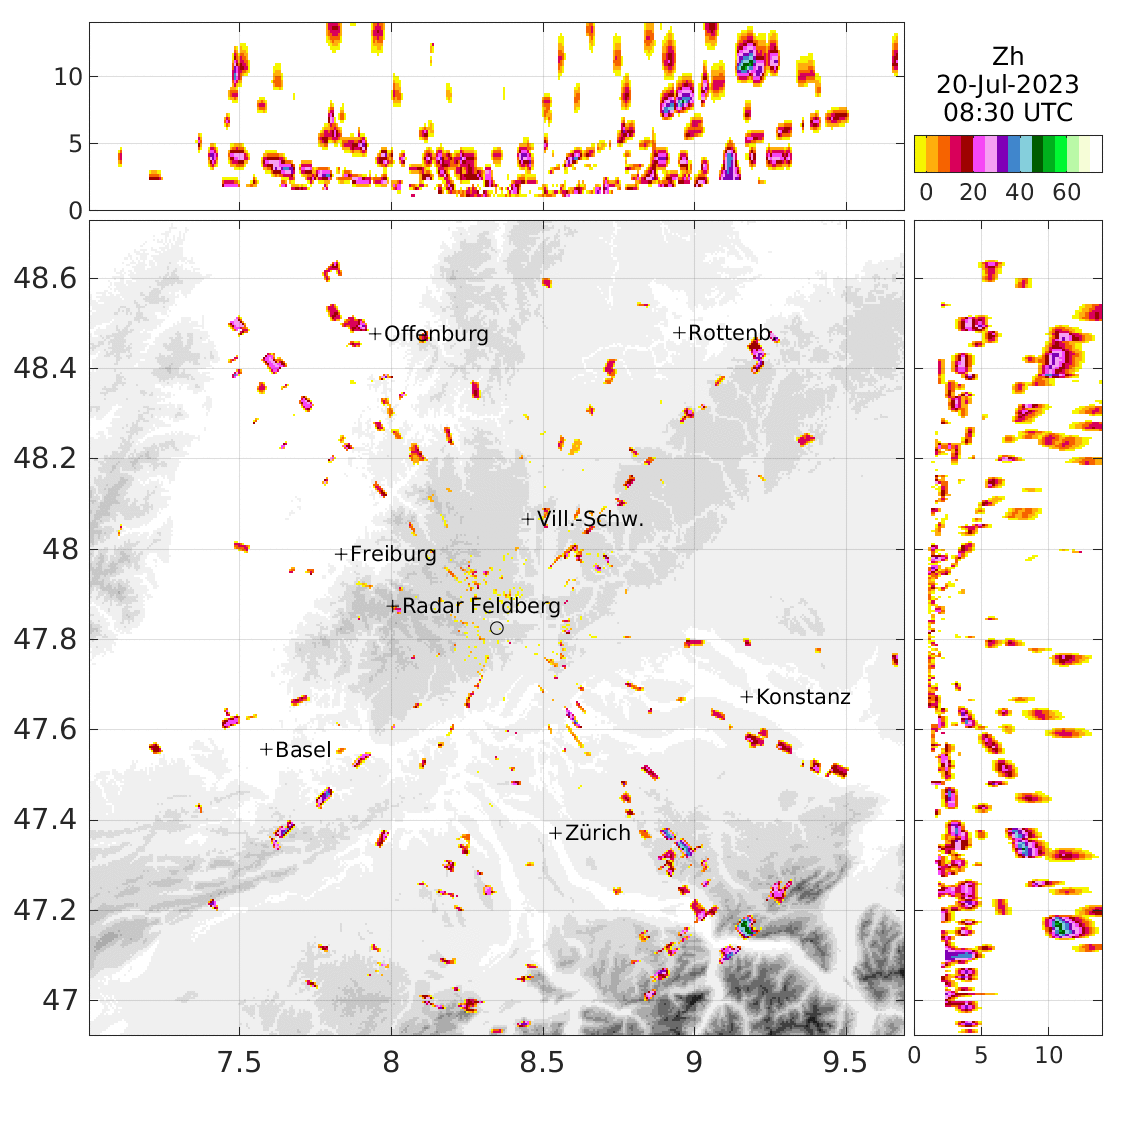 10
5
0
Zh
20-Jul-2023
08:30 UTC
0 20 40 60
48.6
48.4
48.2
48
47.8
47.6
47.4
47.2
47
+Offenburg
+Rottenb.
+Vill.-Schw.
+Freiburg
+Radar Feldberg
+Konstanz
+Basel
+Zürich
7.5 8 8.5 9 9.5
0 5 10